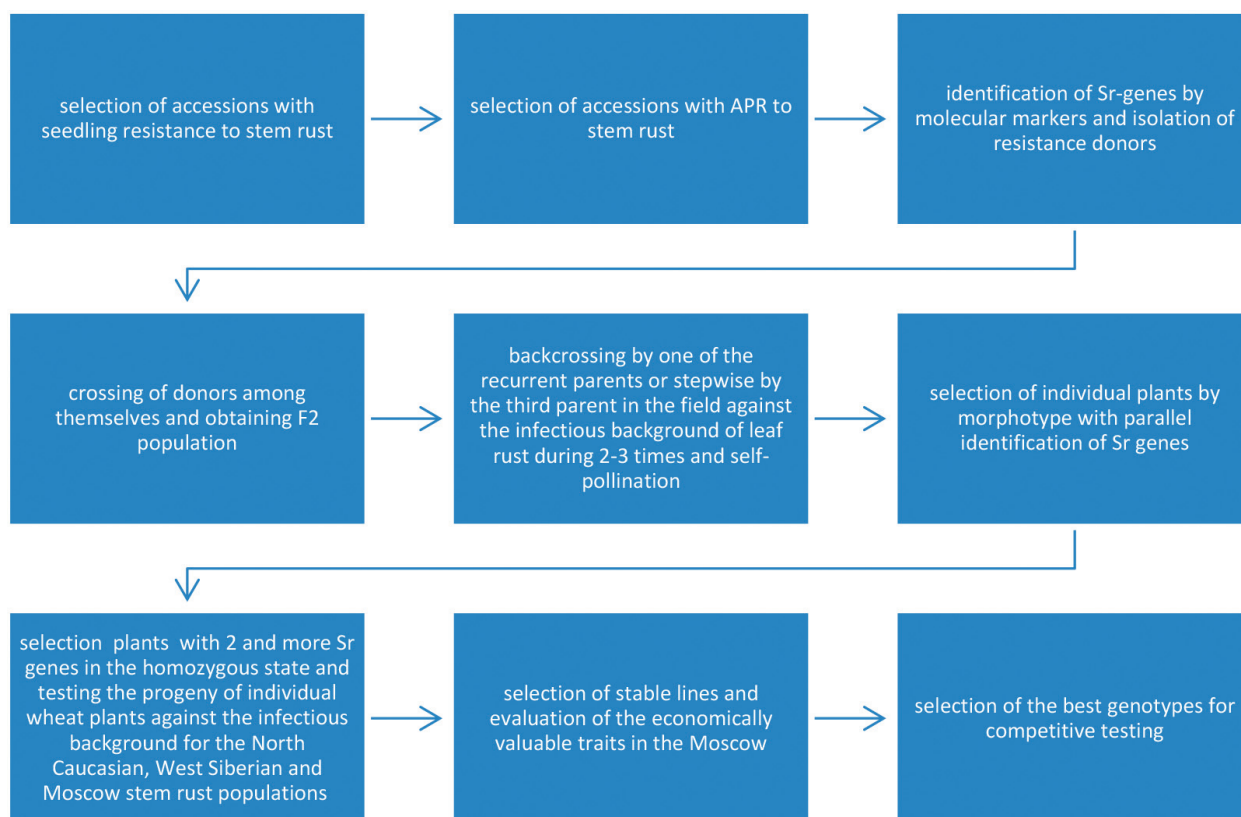 selection of accessions with
seedling resistance to stem rust
selection of accessions with APR to
stem rust
identification of Sr-genes by
molecular markers and isolation of
resistance donors
crossing of donors among
themselves and obtaining F2
population
backcrossing by one of the
recurrent parents or stepwise by
the third parent in the field against
the infectious background of leaf
rust during 2-3 times and self-
pollination
selection of individual plants by
morphotype with parallel
identification of Sr genes
selection plants with 2 and more Sr
genes in the homozygous state and
testing the progeny of individual
wheat plants against the infectious
background for the North
Caucasian, West Siberian and
Moscow stem rust populations
selection of stable lines and
evaluation of the economically
valuable traits in the Moscow
selection of the best genotypes for
competitive testing